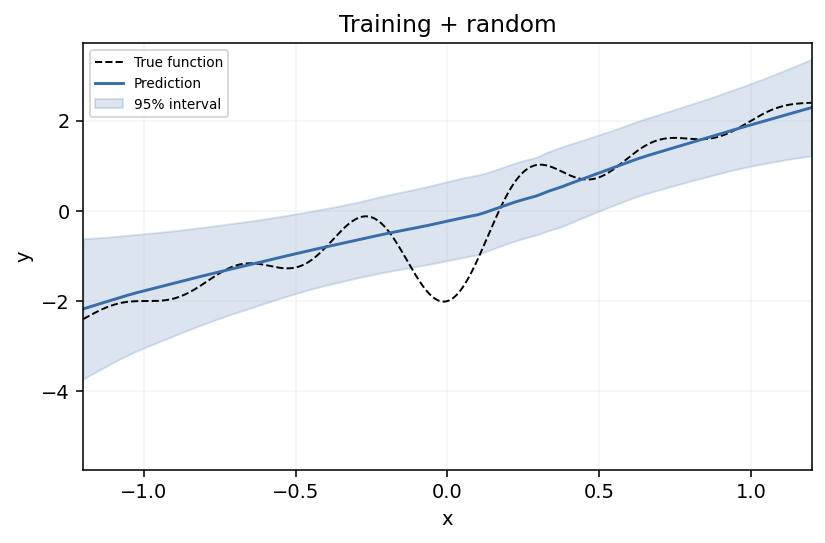 Training + random
True function
Prediction
95% interval
y
2
0
−2
−4
−1.0 −0.5 0.0 0.5 1.0
x